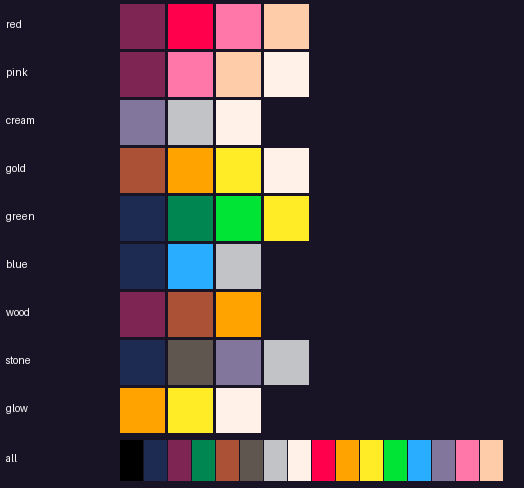 red
pink
cream
gold
green
blue
wood
stone
glow
all